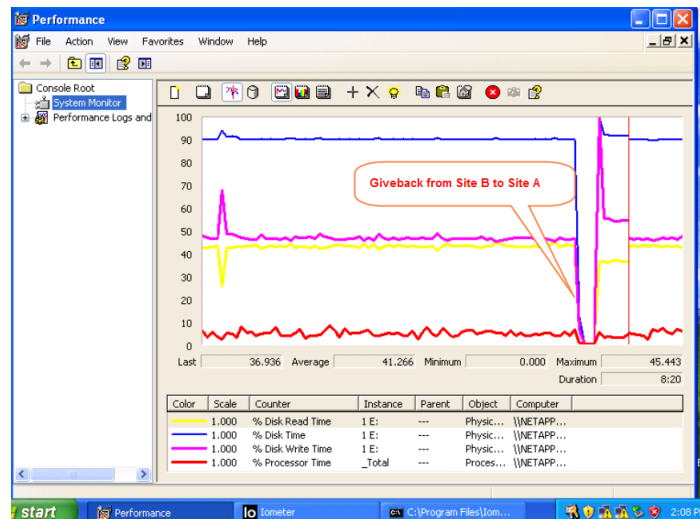 Performance
File Action View Favorites Window Help
Console Root
System Monitor
Performance Logs and
100
90
80
70
60
50
40
30
20
10
0
Giveback from Site B to Site A
Last 36.936 Average 41.266 Minimum 0.000 Maximum 45.443
Duration 8:20
Color Scale Counter Instance Parent Object Computer
1.000 % Disk Read Time 1 E: --- Physic... \\NETAPP...
1.000 % Disk Time 1 E: --- Physic... \\NETAPP...
1.000 % Disk Write Time 1 E: --- Physic... \\NETAPP...
1.000 % Processor Time _Total --- Proces... \\NETAPP...
start Performance Iometer C:\Program Files\Iom... 2:08 P